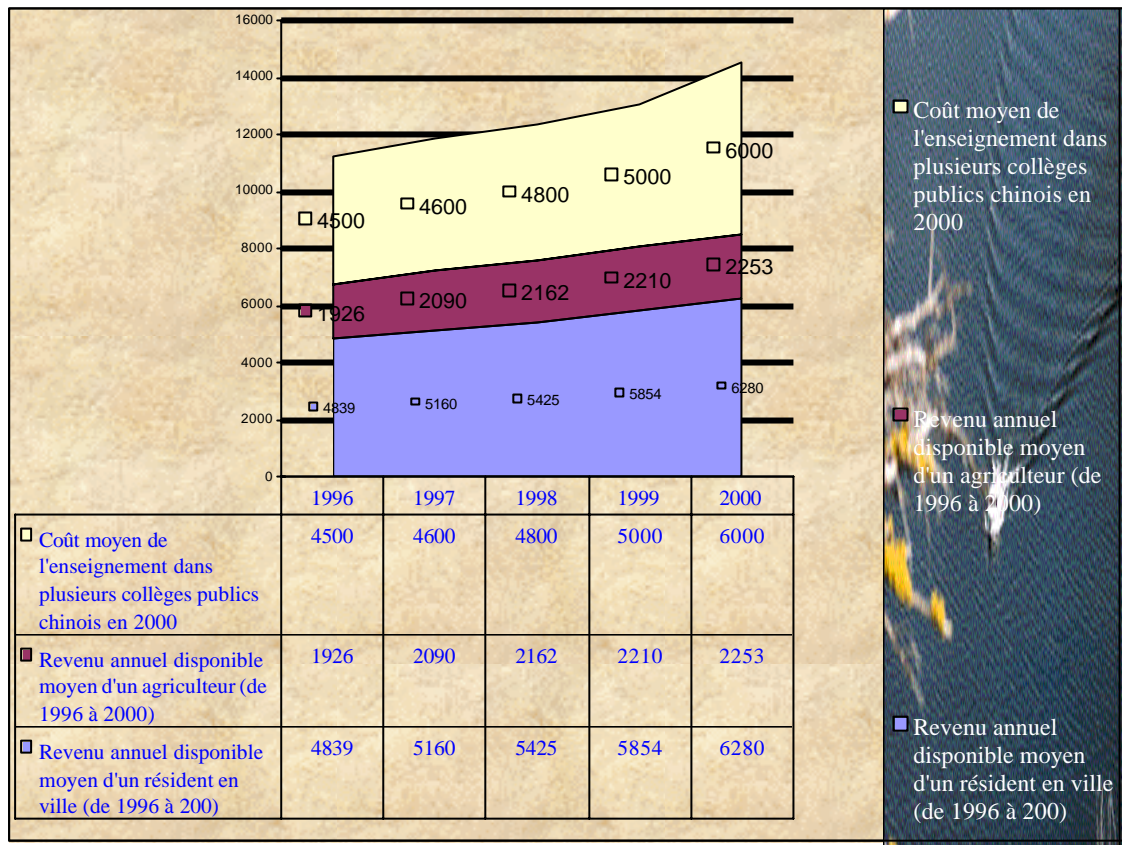 16000
14000
12000
10000
8000
6000
4000
2000
0
4500
4600
4800
5000
6000
1926
2090
2162
2210
2253
4839
5160
5425
5854
6280
1996 1997 1998 1999 2000
Coût moyen de
l'enseignement dans
plusieurs collèges publics
chinois en 2000
4500 4600 4800 5000 6000
Revenu annuel disponible
moyen d'un agriculteur (de
1996 à 2000)
1926 2090 2162 2210 2253
Revenu annuel disponible
moyen d'un résident en
ville (de 1996 à 200)
4839 5160 5425 5854 6280
Coût moyen de
l'enseignement dans
plusieurs collèges
publics chinois en
2000
Revenu annuel
disponible moyen
d'un agriculteur (de
1996 à 2000)
Revenu annuel
disponible moyen
d'un résident en ville
(de 1996 à 200)